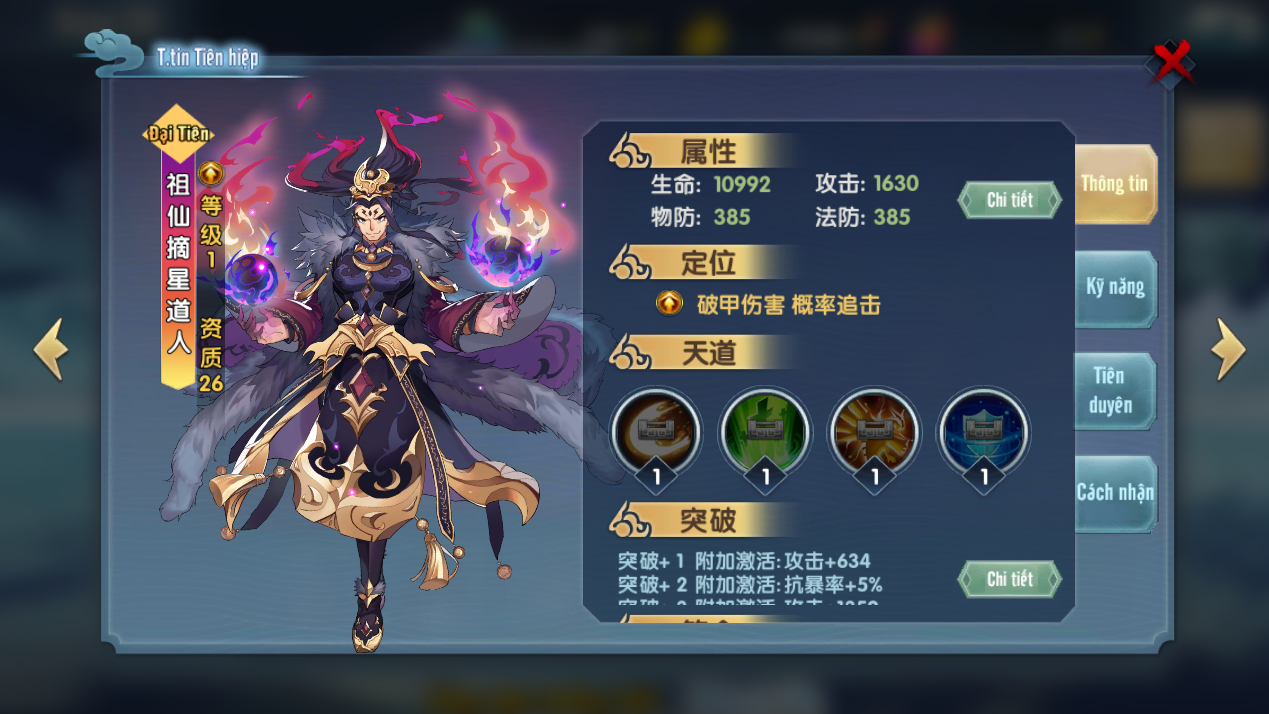 T.tin Tiên hiệp
Đại Tiên
祖仙摘星道人
等级1
资质26
属性
生命: 10992 攻击: 1630
物防: 385 法防: 385
Chi tiết
定位
破甲伤害 概率追击
天道
1 1 1 1
突破
突破+ 1 附加激活:攻击+634
突破+ 2 附加激活:抗暴率+5%
Chi tiết
Thông tin
Kỹ năng
Tiên
duyên
Cách nhận